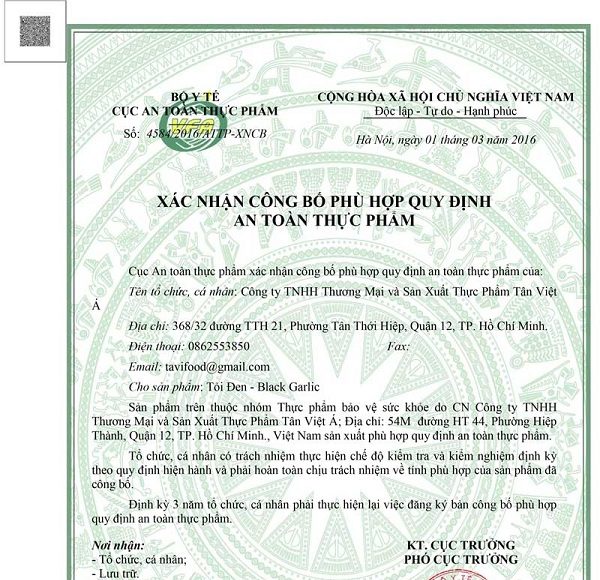 BỘ Y TẾ
CỤC AN TOÀN THỰC PHẨM
Số: 4584/2016/ATTP-XNCB
CỘNG HÒA XÃ HỘI CHỦ NGHĨA VIỆT NAM
Độc lập - Tự do - Hạnh phúc
Hà Nội, ngày 01 tháng 03 năm 2016
XÁC NHẬN CÔNG BỐ PHÙ HỢP QUY ĐỊNH
AN TOÀN THỰC PHẨM
Cục An toàn thực phẩm xác nhận công bố phù hợp quy định an toàn thực phẩm của:
Tên tổ chức, cá nhân: Công ty TNHH Thương Mại và Sản Xuất Thực Phẩm Tân Việt
Á
Địa chỉ: 368/32 đường TTH 21, Phường Tân Thới Hiệp, Quận 12, TP. Hồ Chí Minh.
Điện thoại: 0862553850 Fax:
Email: tavifood@gmail.com
Cho sản phẩm: Tỏi Đen - Black Garlic
Sản phẩm trên thuộc nhóm Thực phẩm bảo vệ sức khỏe do CN Công ty TNHH
Thương Mại và Sản Xuất Thực Phẩm Tân Việt Á; Địa chỉ: 54M đường HT 44, Phường Hiệp
Thành, Quận 12, TP. Hồ Chí Minh., Việt Nam sản xuất phù hợp quy định an toàn thực phẩm.
Tổ chức, cá nhân có trách nhiệm thực hiện chế độ kiểm tra và kiểm nghiệm định kỳ
theo quy định hiện hành và phải hoàn toàn chịu trách nhiệm về tính phù hợp của sản phẩm đã
công bố.
Định kỳ 3 năm tổ chức, cá nhân phải thực hiện lại việc đăng ký bản công bố phù hợp
quy định an toàn thực phẩm.
Nơi nhận:
- Tổ chức, cá nhân;
- Lưu trữ.
KT. CỤC TRƯỞNG
PHÓ CỤC TRƯỞNG